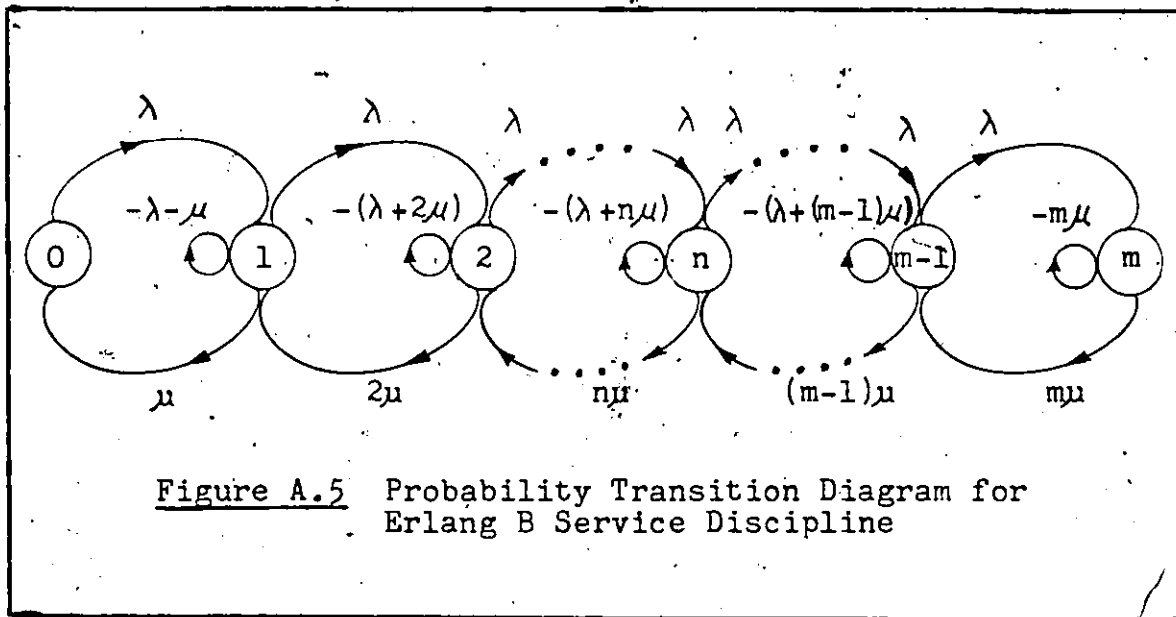 λ λ λ λ λ λ λ
-λ-μ -(λ+2μ) -(λ+nμ) -(λ+(m-1)μ) -mμ
0 1 2 n m-1 m
μ 2μ nμ (m-1)μ mμ
Figure A.5 Probability Transition Diagram for
Erlang B Service Discipline